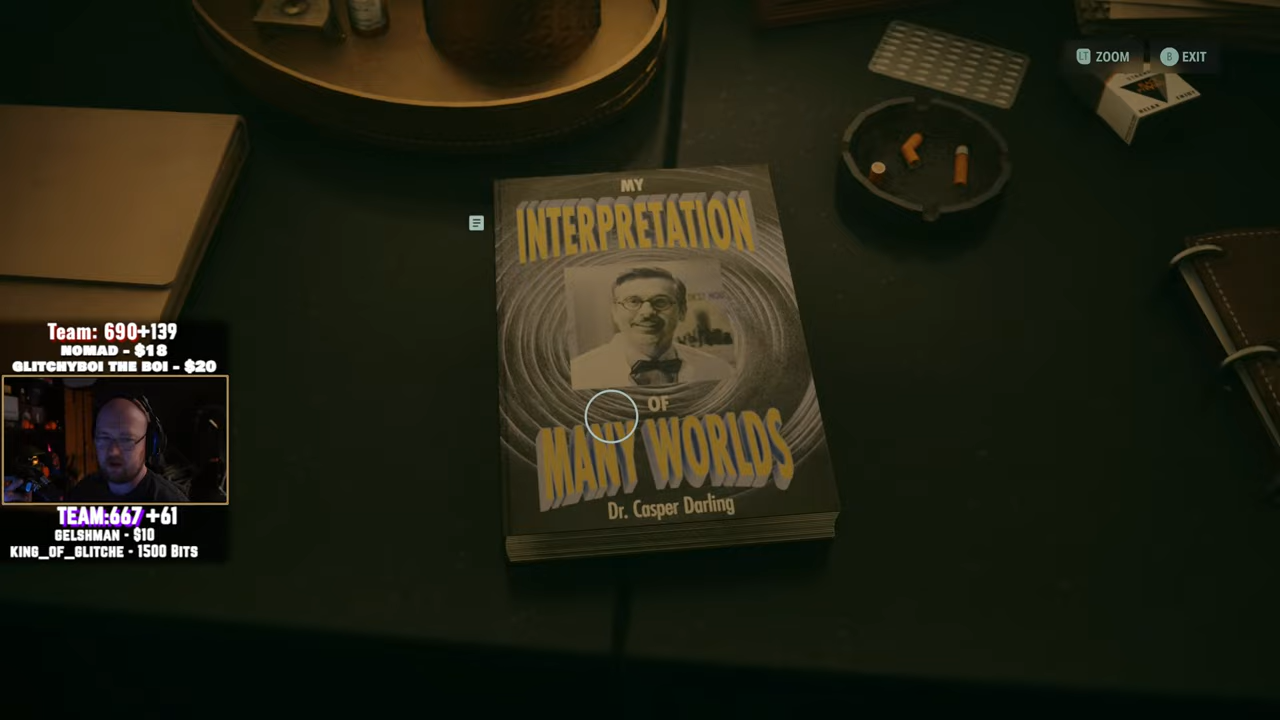 LT ZOOM
B EXIT
MY
INTERPRETATION
OF
MANY WORLDS
Dr. Casper Darling
Team: 690+139
NOMAD - $18
GLITCHYBOI THE BOI - $20
TEAM:667 +61
GELSHMAN - $10
KING_OF_GLITCHE - 1500 Bits